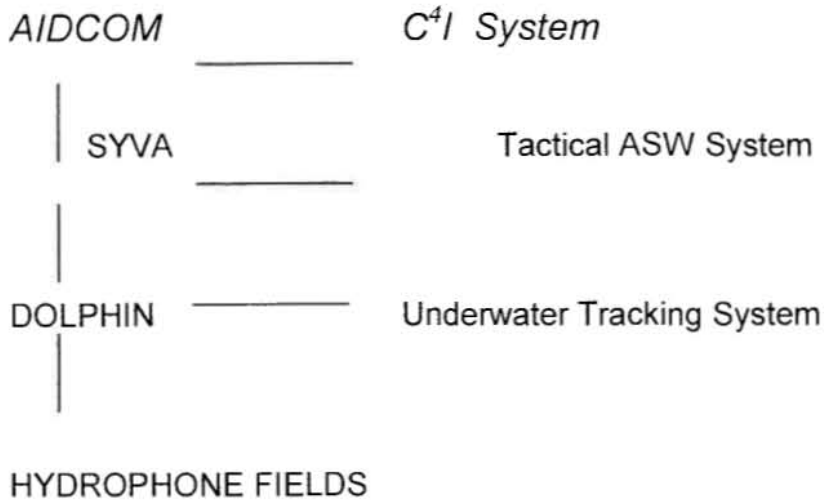 AIDCOM C⁴I System
SYVA Tactical ASW System
DOLPHIN Underwater Tracking System
HYDROPHONE FIELDS